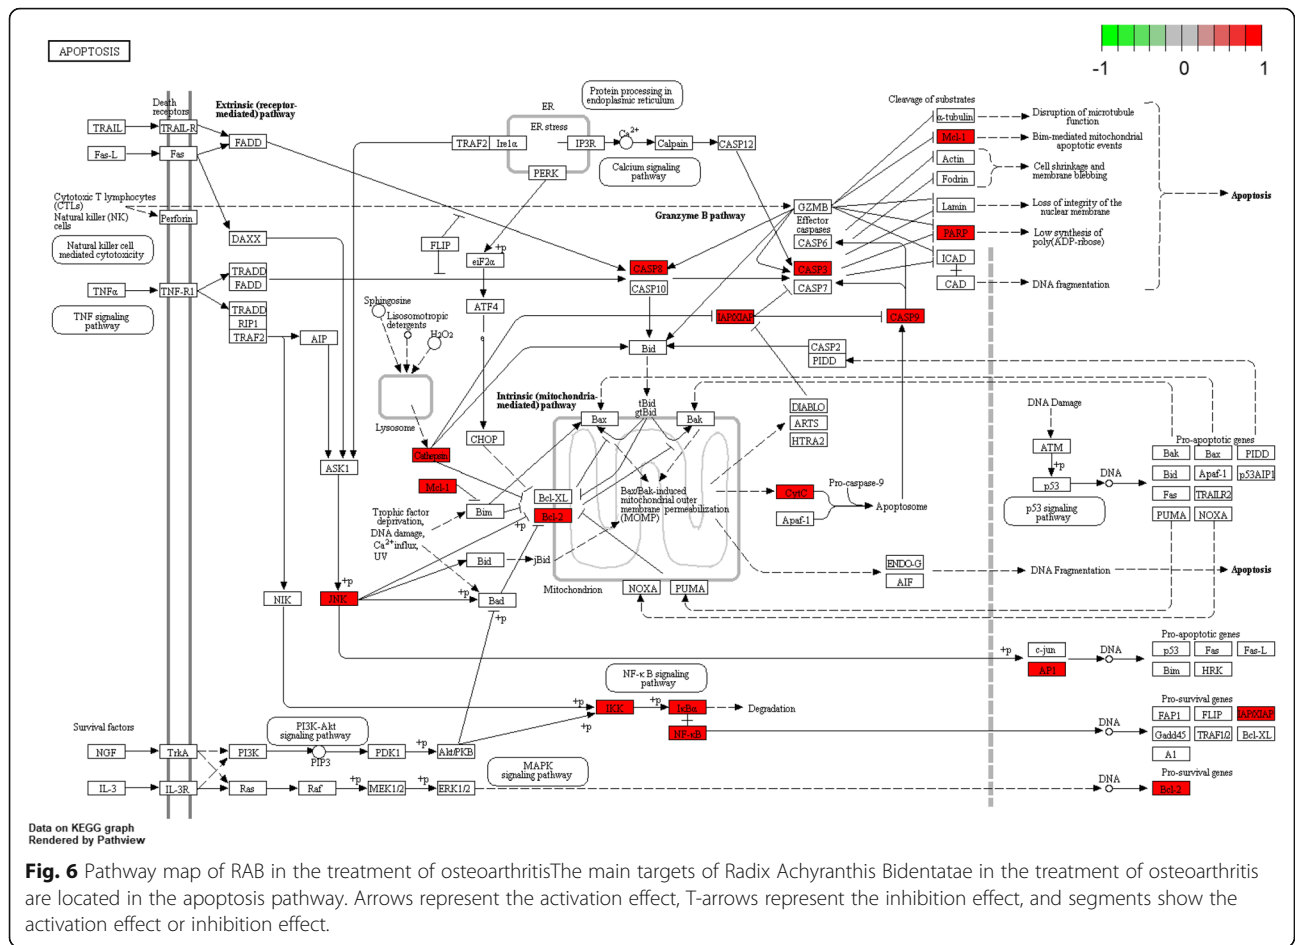 APOPTOSIS
-1
0
1
Death
receptors
Extrinsic (receptor-
mediated) pathway
TRAIL
TRAIL-R
FADD
Fas-L
Fas
Cytotoxic T lymphocytes
(CTLs)
Natural killer (NK)
cells
Perforin
Natural killer cell
mediated cytotoxicity
DAXX
TRADD
FADD
TNFα
TNF-R1
TRADD
RIP1
TRAF2
TNF signaling
pathway
AIP
ER
ER stress
TRAF2
Ire1α
IP3R
PERK
Protein processing in
endoplasmic reticulum
Ca2+
Calpain
CASP12
Calcium signaling
pathway
FLIP
+p
eiF2α
ATF4
CHOP
Sphingosine
Lisosomotropic
detergents
H2O2
Lysosome
Cathepsin
Granzyme B pathway
GZMB
Effector
caspases
CASP6
CASP3
CASP7
CASP8
CASP10
IAP/XIAP
CASP9
Bid
CASP2
PIDD
Cleavage of substrates
α-tubulin
Mcl-1
Actin
Fodrin
Lamin
PARP
ICAD
CAD
Disruption of microtubule
function
Bim-mediated mitochondrial
apoptotic events
Cell shrinkage and
membrane blebbing
Loss of integrity of the
nuclear membrane
Low synthesis of
poly(ADP-ribose)
DNA fragmentation
Apoptosis
Intrinsic (mitochondria-
mediated) pathway
tBid
gtBid
Bax
Bak
DIABLO
ARTS
HTRA2
ASK1
Mcl-1
Bim
Bcl-XL
Bcl-2
+p
Trophic factor
deprivation,
DNA damage,
Ca2+influx,
UV
Bax/Bak-induced
mitochondrial outer
membrane permeabilization
(MOMP)
CytC
Apaf-1
Pro-caspase-9
Apoptosome
Bid
jBid
Mitochondrion
NOXA
PUMA
ENDO-G
AIF
DNA Fragmentation
Apoptosis
DNA Damage
ATM
+p
p53
DNA
p53 signaling
pathway
Pro-apoptotic genes
Bak
Bax
PIDD
Bid
Apaf-1
p53AIP1
Fas
TRAILR2
PUMA
NOXA
NIK
+p
JNK
+p
Bad
+p
+p
c-jun
AP1
DNA
Pro-apoptotic genes
p53
Fas
Fas-L
Bim
HRK
NF-κB signaling
pathway
+p
IKK
+p
IκBα
Degradation
NF-κB
DNA
Pro-survival genes
FAP1
FLIP
IAP/XIAP
Gadd45
TRAF1/2
Bcl-XL
A1
Survival factors
PI3K-Akt
signaling pathway
NGF
TrkA
PI3K
PIP3
PDK1
+p
Akt/PKB
+p
IL-3
IL-3R
Ras
Raf
+p
MEK1/2
+p
ERK1/2
MAPK
signaling pathway
DNA
Pro-survival genes
Bcl-2
Data on KEGG graph
Rendered by Pathview
Fig. 6 Pathway map of RAB in the treatment of osteoarthritisThe main targets of Radix Achyranthis Bidentatae in the treatment of osteoarthritis
are located in the apoptosis pathway. Arrows represent the activation effect, T-arrows represent the inhibition effect, and segments show the
activation effect or inhibition effect.